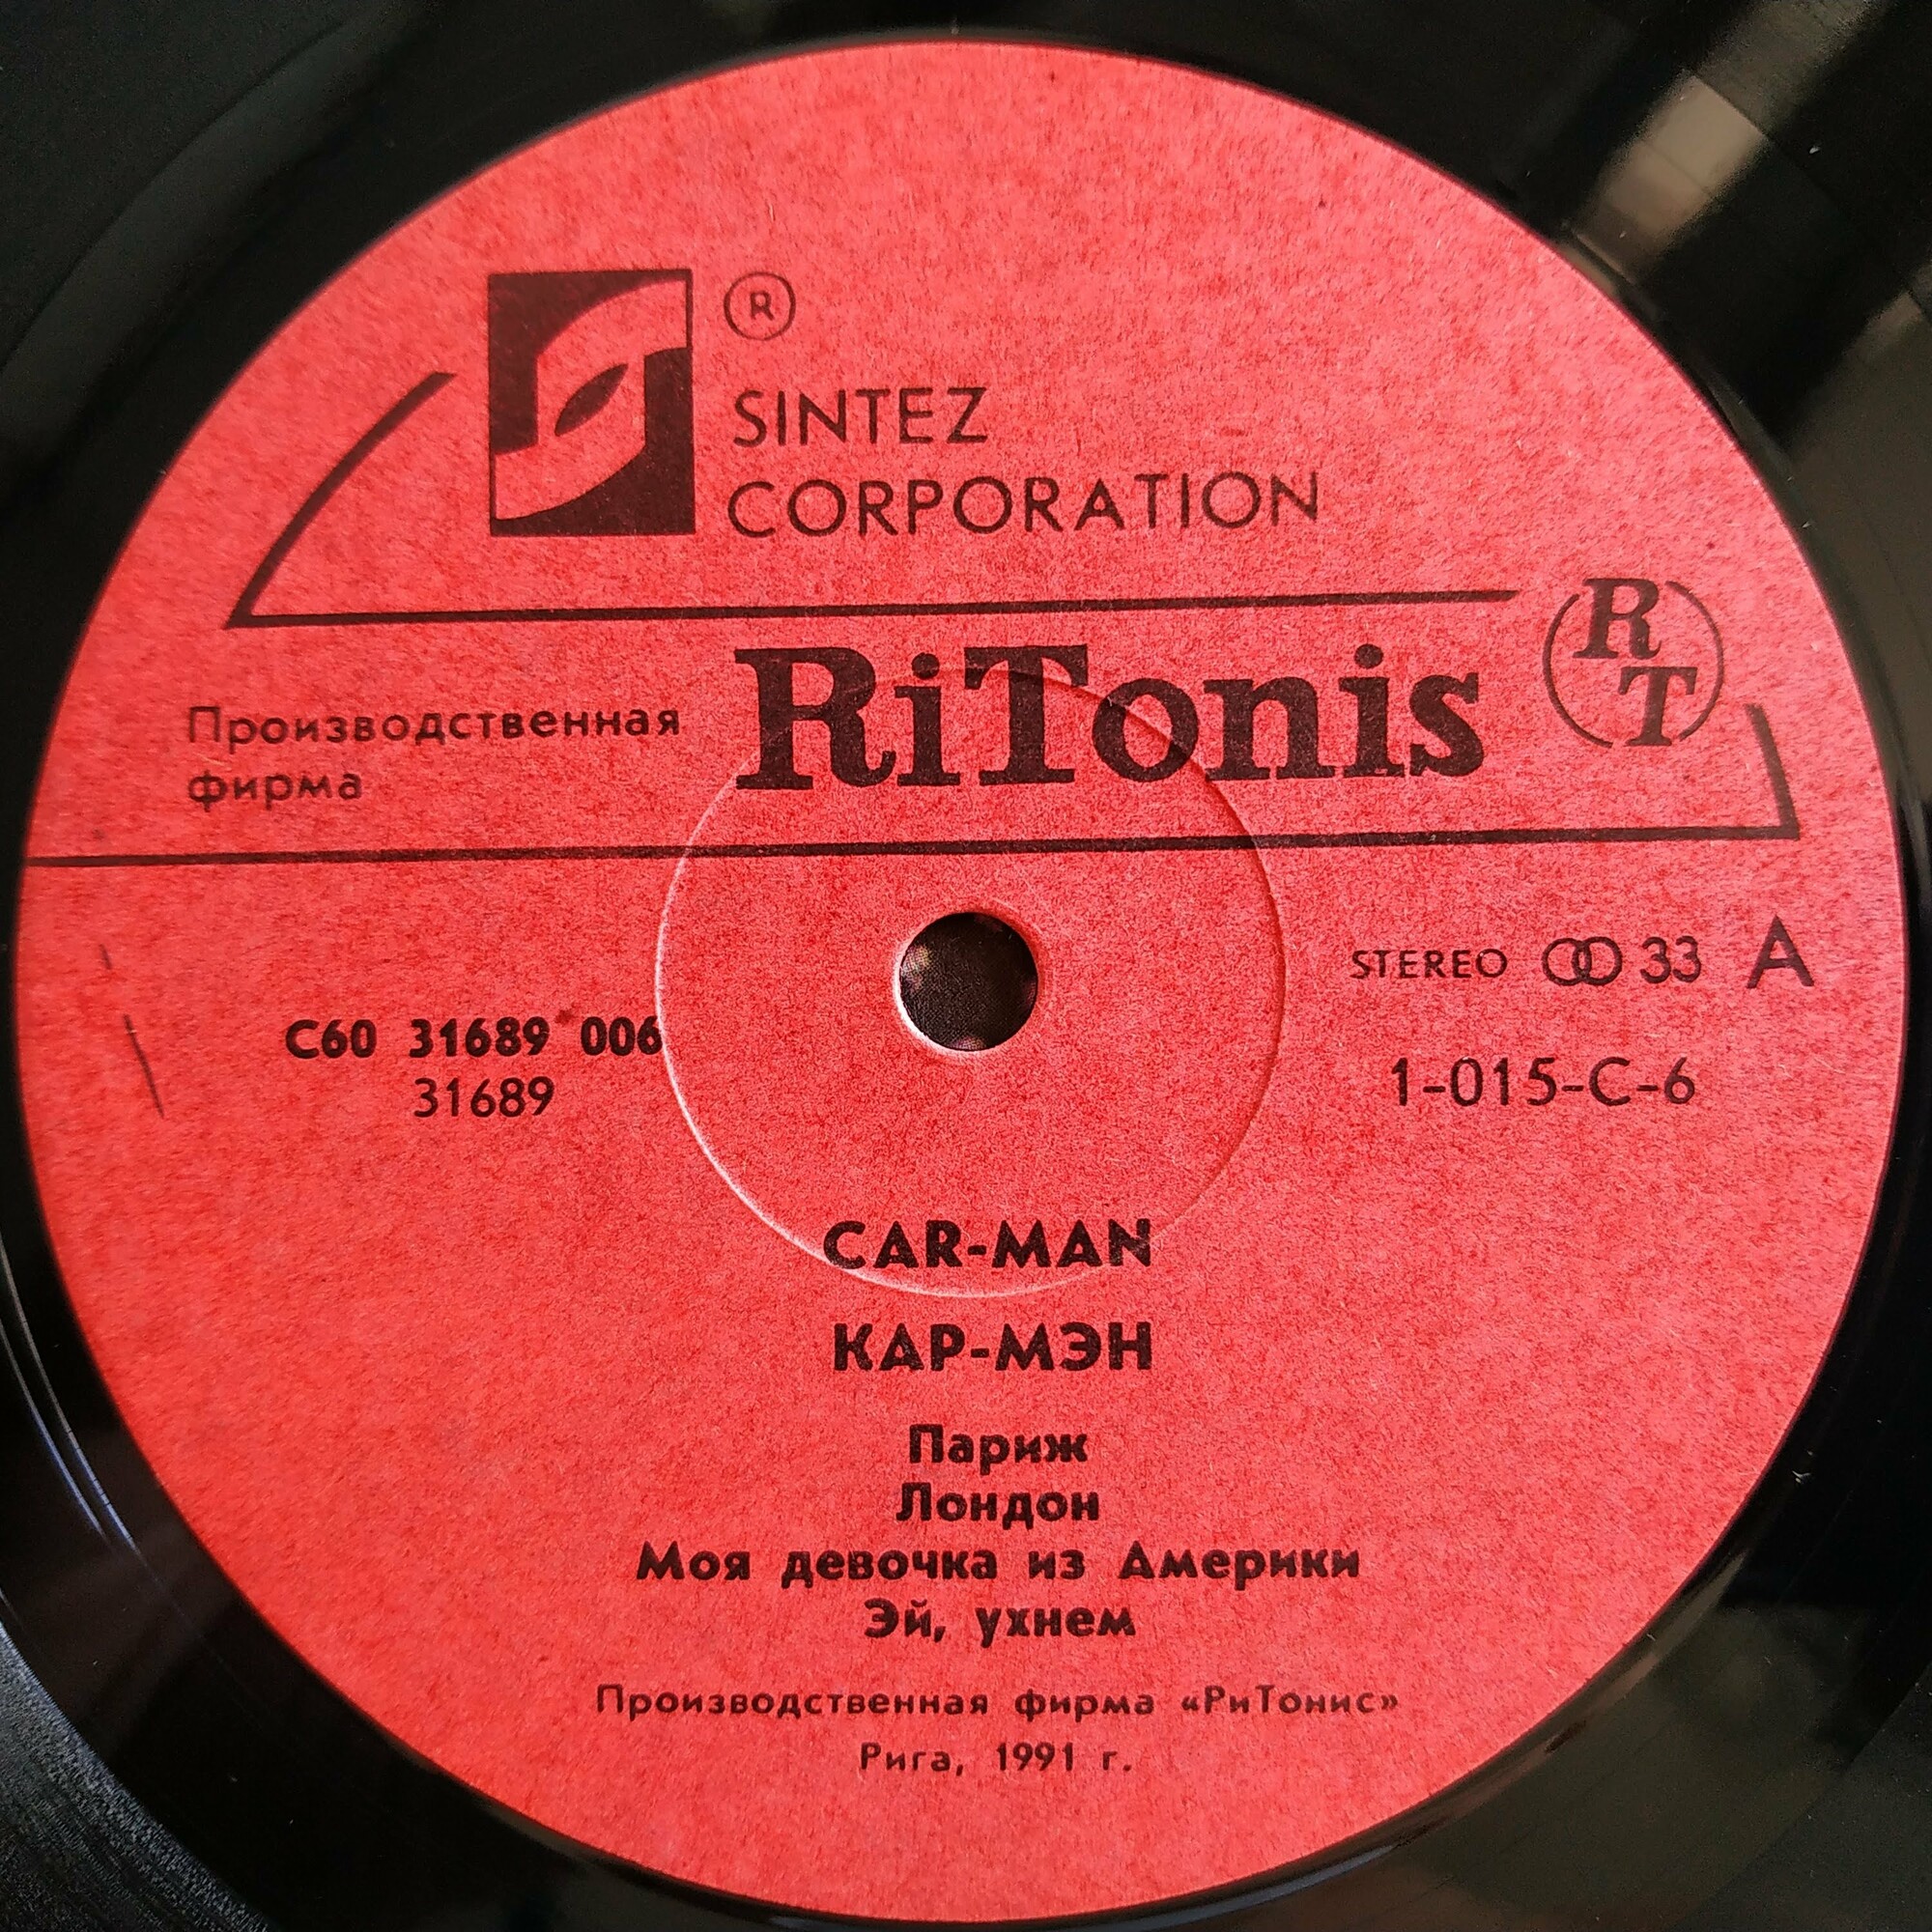 ®
SINTEZ
CORPORATION
Производственная
фирма
RiTonis
RT
STEREO 33 A
С60 31689 006
31689
1-015-С-6
CAR-MAN
КАР-МЭН
Париж
Лондон
Моя девочка из Америки
Эй, ухнем
Производственная фирма «РиТонис»
Рига, 1991 г.